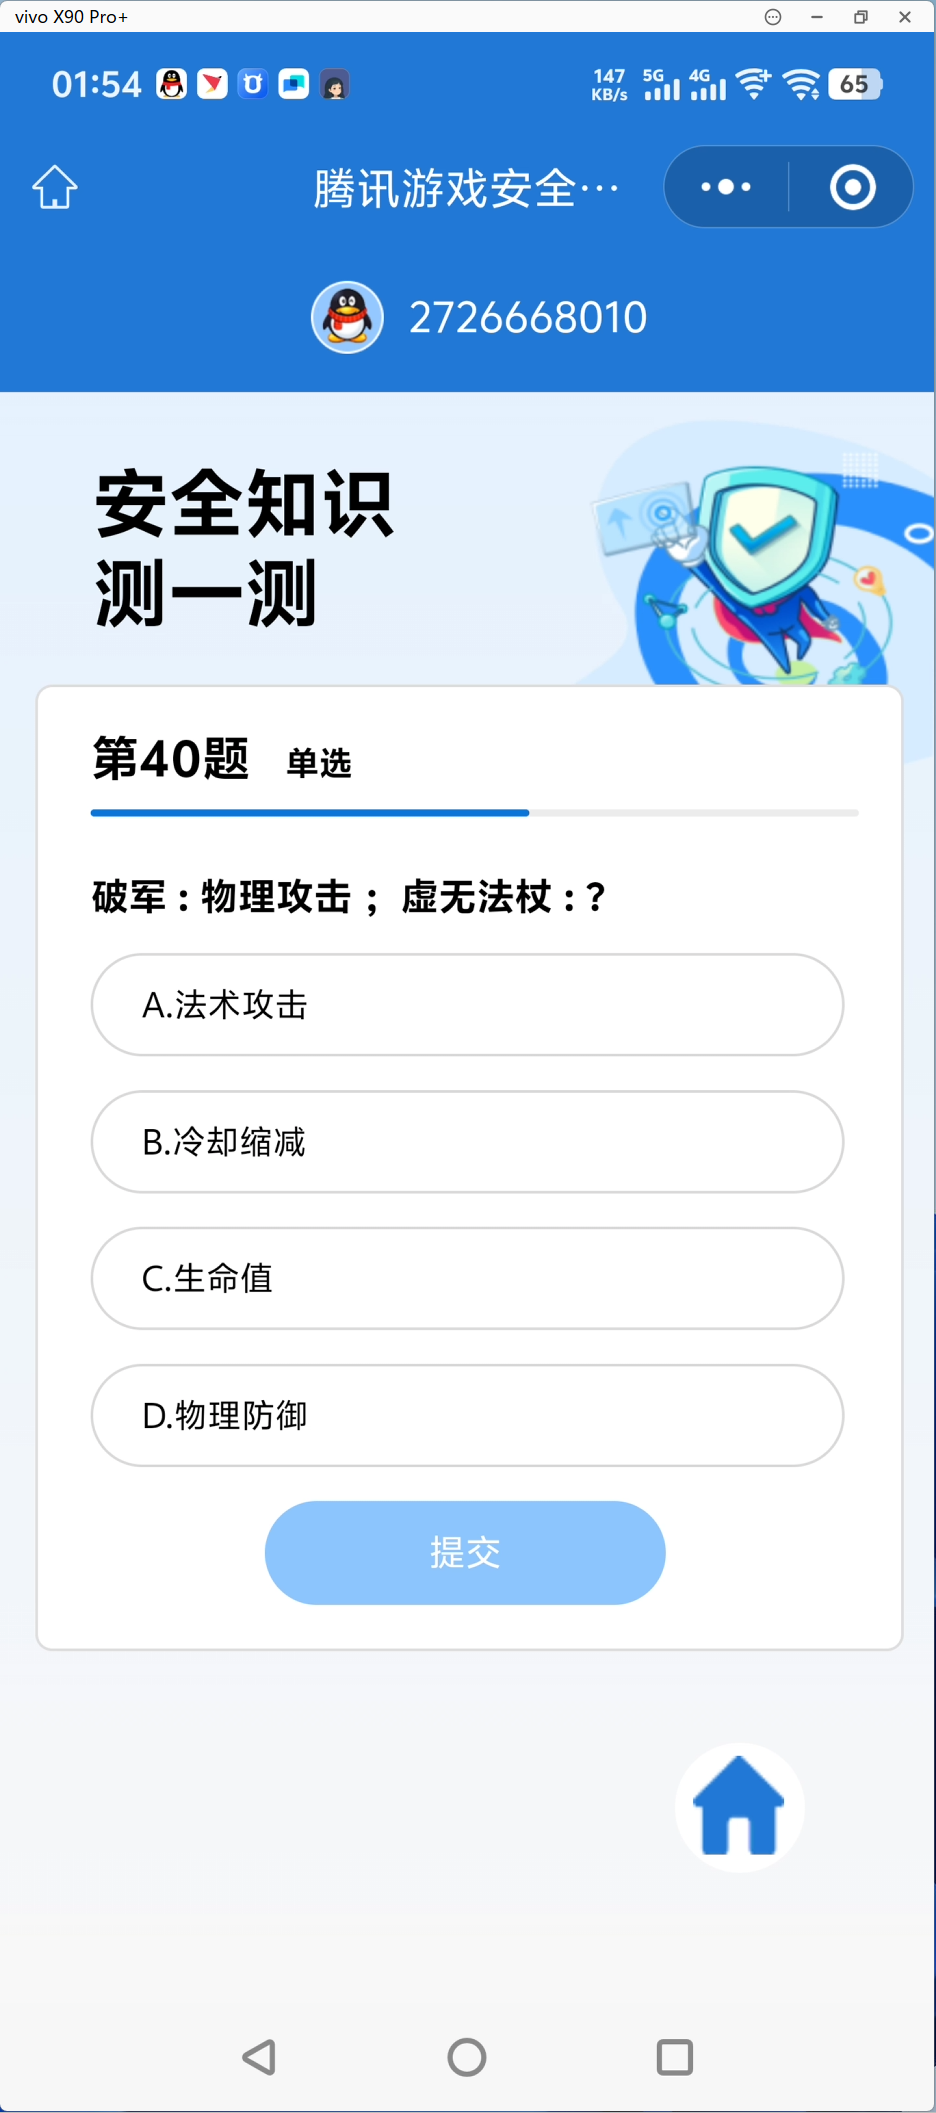 vivo X90 Pro+
01:54
147
KB/s
5G
4G
65
腾讯游戏安全···
2726668010
安全知识
测一测
第40题 单选
破军：物理攻击； 虚无法杖：？
A.法术攻击
B.冷却缩减
C.生命值
D.物理防御
提交